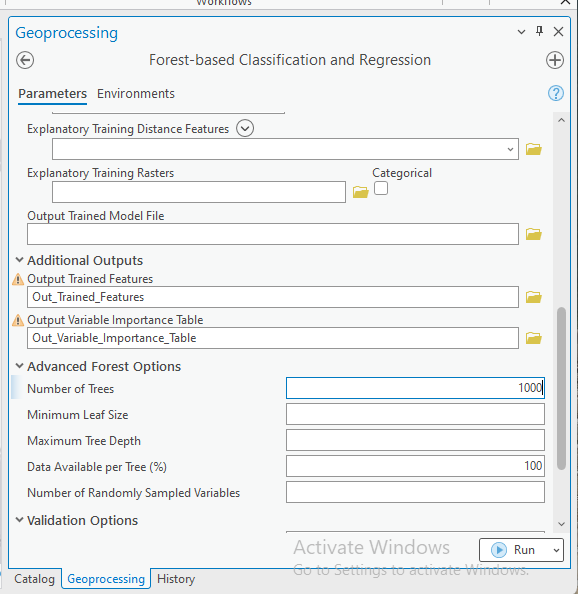 Workflows
Geoprocessing
Forest-based Classification and Regression
Parameters Environments
?
Explanatory Training Distance Features
Explanatory Training Rasters Categorical
Output Trained Model File
Additional Outputs
Output Trained Features
Out_Trained_Features
Output Variable Importance Table
Out_Variable_Importance_Table
Advanced Forest Options
Number of Trees 1000
Minimum Leaf Size
Maximum Tree Depth
Data Available per Tree (%) 100
Number of Randomly Sampled Variables
Validation Options
Activate Windows
Run
Go to Settings to activate Windows.
Catalog Geoprocessing History